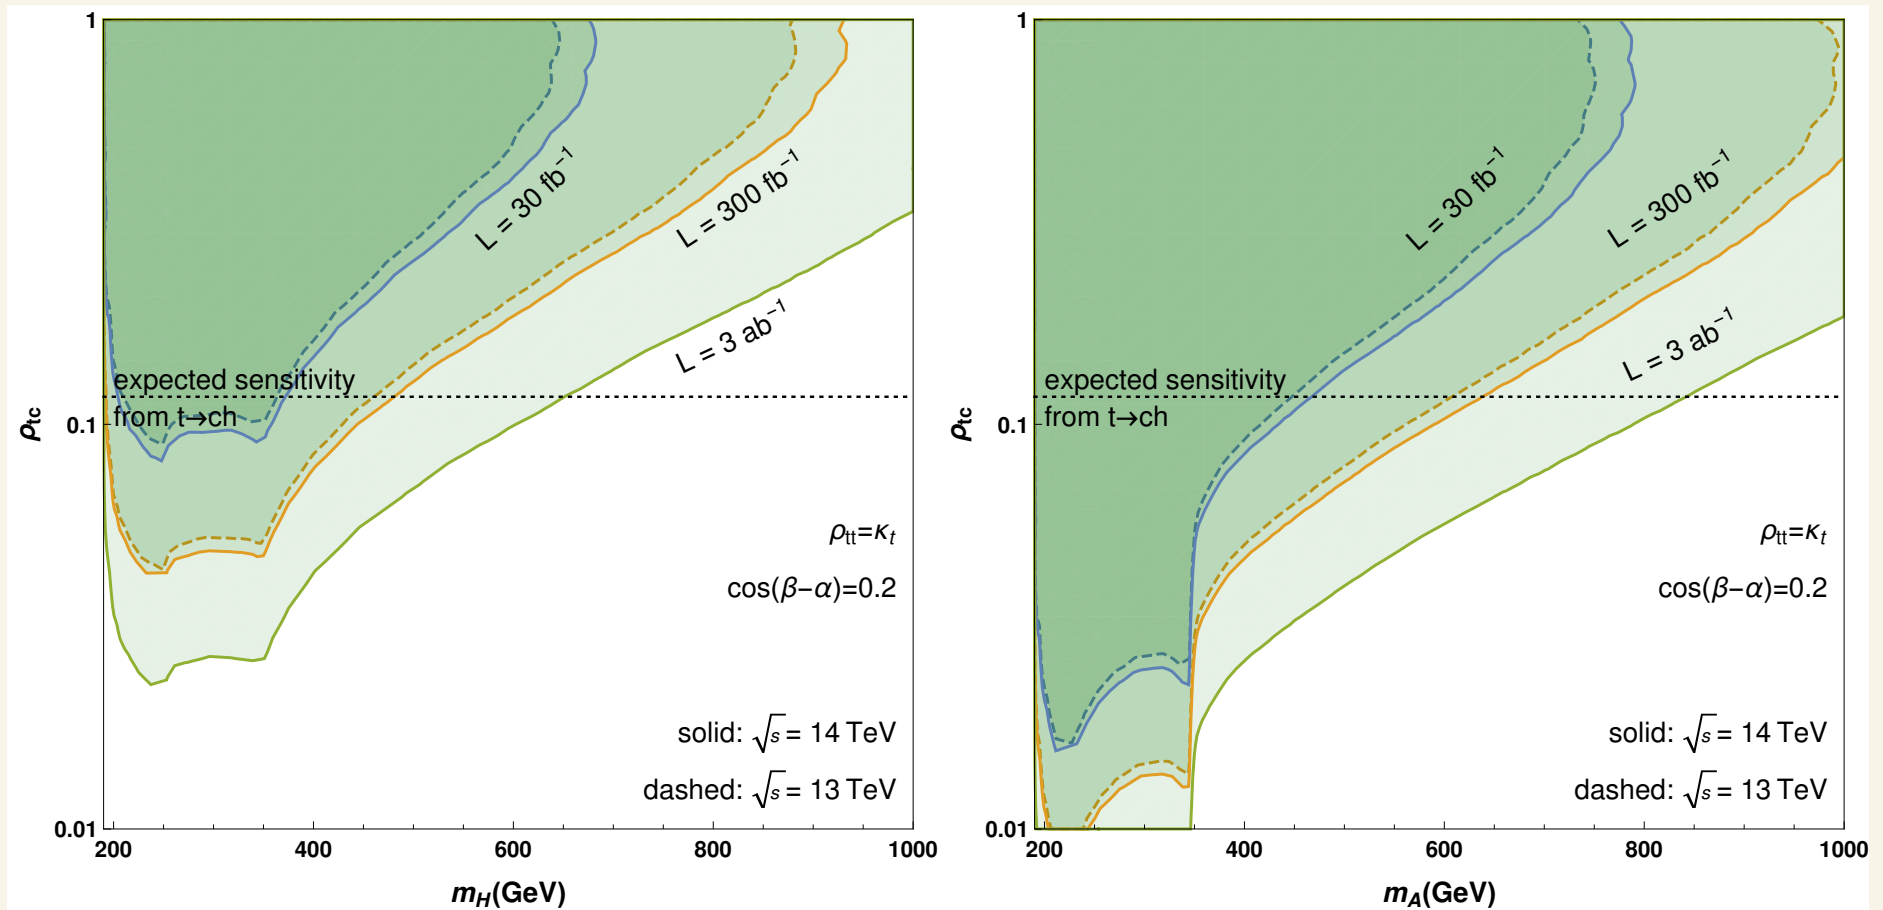 1
0.1
0.01
ρtc
L = 30 fb⁻¹
L = 300 fb⁻¹
L = 3 ab⁻¹
expected sensitivity
from t→ch
ρtt=κt
cos(β−α)=0.2
solid: √s = 14 TeV
dashed: √s = 13 TeV
200 400 600 800 1000
mH(GeV)
1
0.1
0.01
ρtc
L = 30 fb⁻¹
L = 300 fb⁻¹
L = 3 ab⁻¹
expected sensitivity
from t→ch
ρtt=κt
cos(β−α)=0.2
solid: √s = 14 TeV
dashed: √s = 13 TeV
200 400 600 800 1000
mA(GeV)